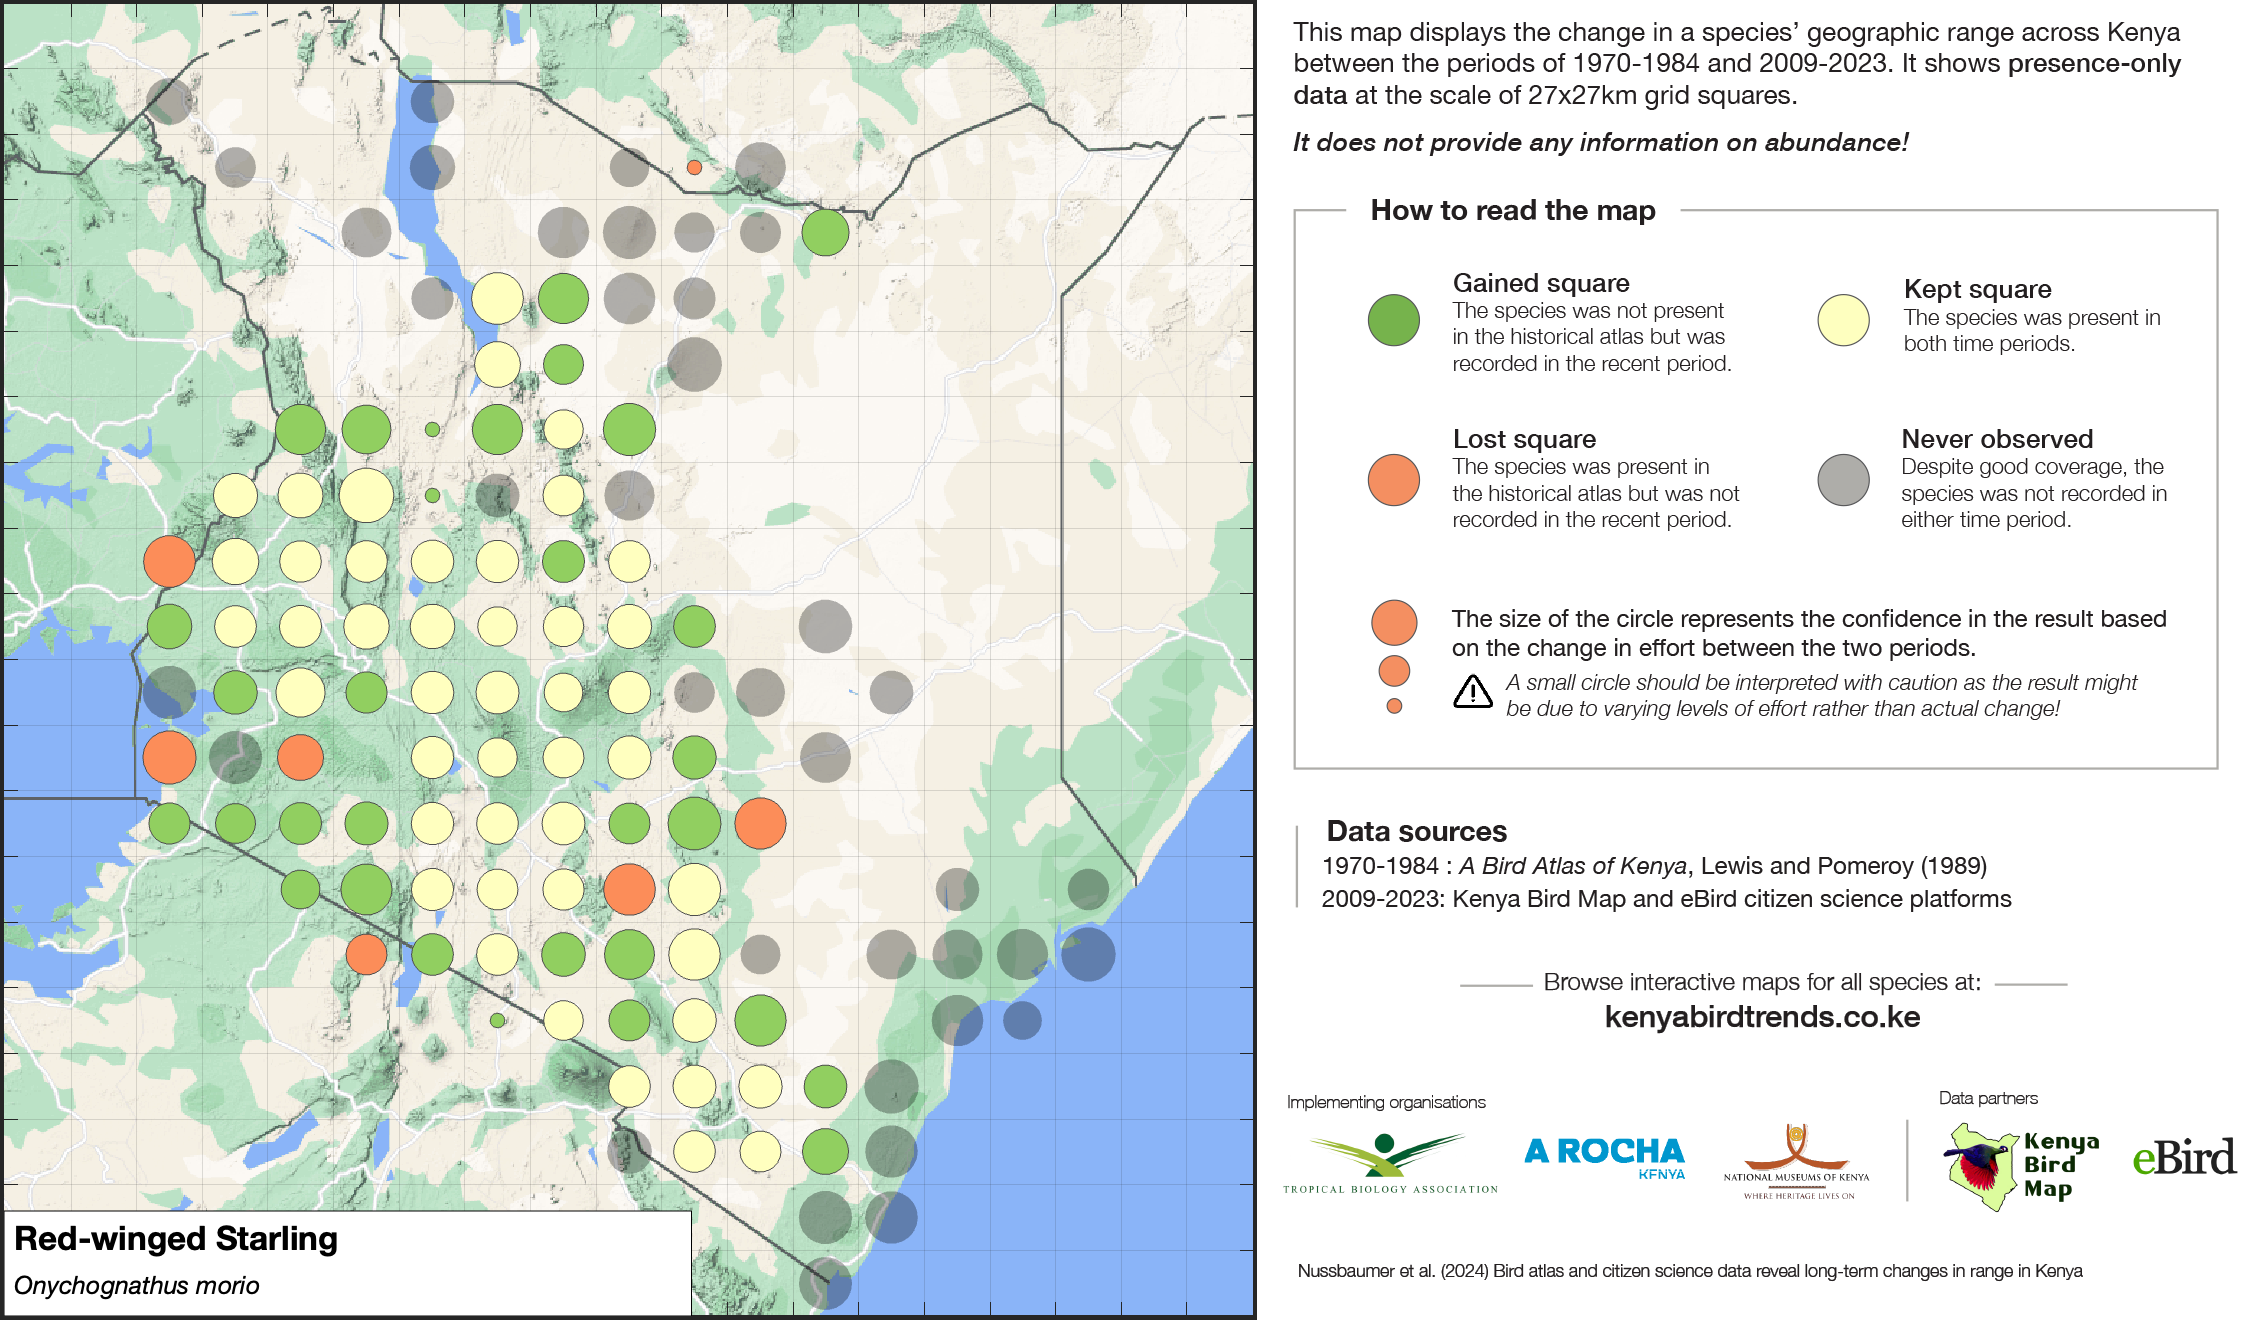 This map displays the change in a species’ geographic range across Kenya
between the periods of 1970-1984 and 2009-2023. It shows presence-only
data at the scale of 27x27km grid squares.
It does not provide any information on abundance!
How to read the map
Gained square
The species was not present
in the historical atlas but was
recorded in the recent period.
Kept square
The species was present in
both time periods.
Lost square
The species was present in
the historical atlas but was not
recorded in the recent period.
Never observed
Despite good coverage, the
species was not recorded in
either time period.
The size of the circle represents the confidence in the result based
on the change in effort between the two periods.
A small circle should be interpreted with caution as the result might
be due to varying levels of effort rather than actual change!
Data sources
1970-1984 : A Bird Atlas of Kenya, Lewis and Pomeroy (1989)
2009-2023: Kenya Bird Map and eBird citizen science platforms
Browse interactive maps for all species at:
kenyabirdtrends.co.ke
Implementing organisations
TROPICAL BIOLOGY ASSOCIATION
A ROCHA
KENYA
NATIONAL MUSEUMS OF KENYA
WHERE HERITAGE LIVES ON
Data partners
Kenya
Bird
Map
eBird
Nussbaumer et al. (2024) Bird atlas and citizen science data reveal long-term changes in range in Kenya
Red-winged Starling
Onychognathus morio